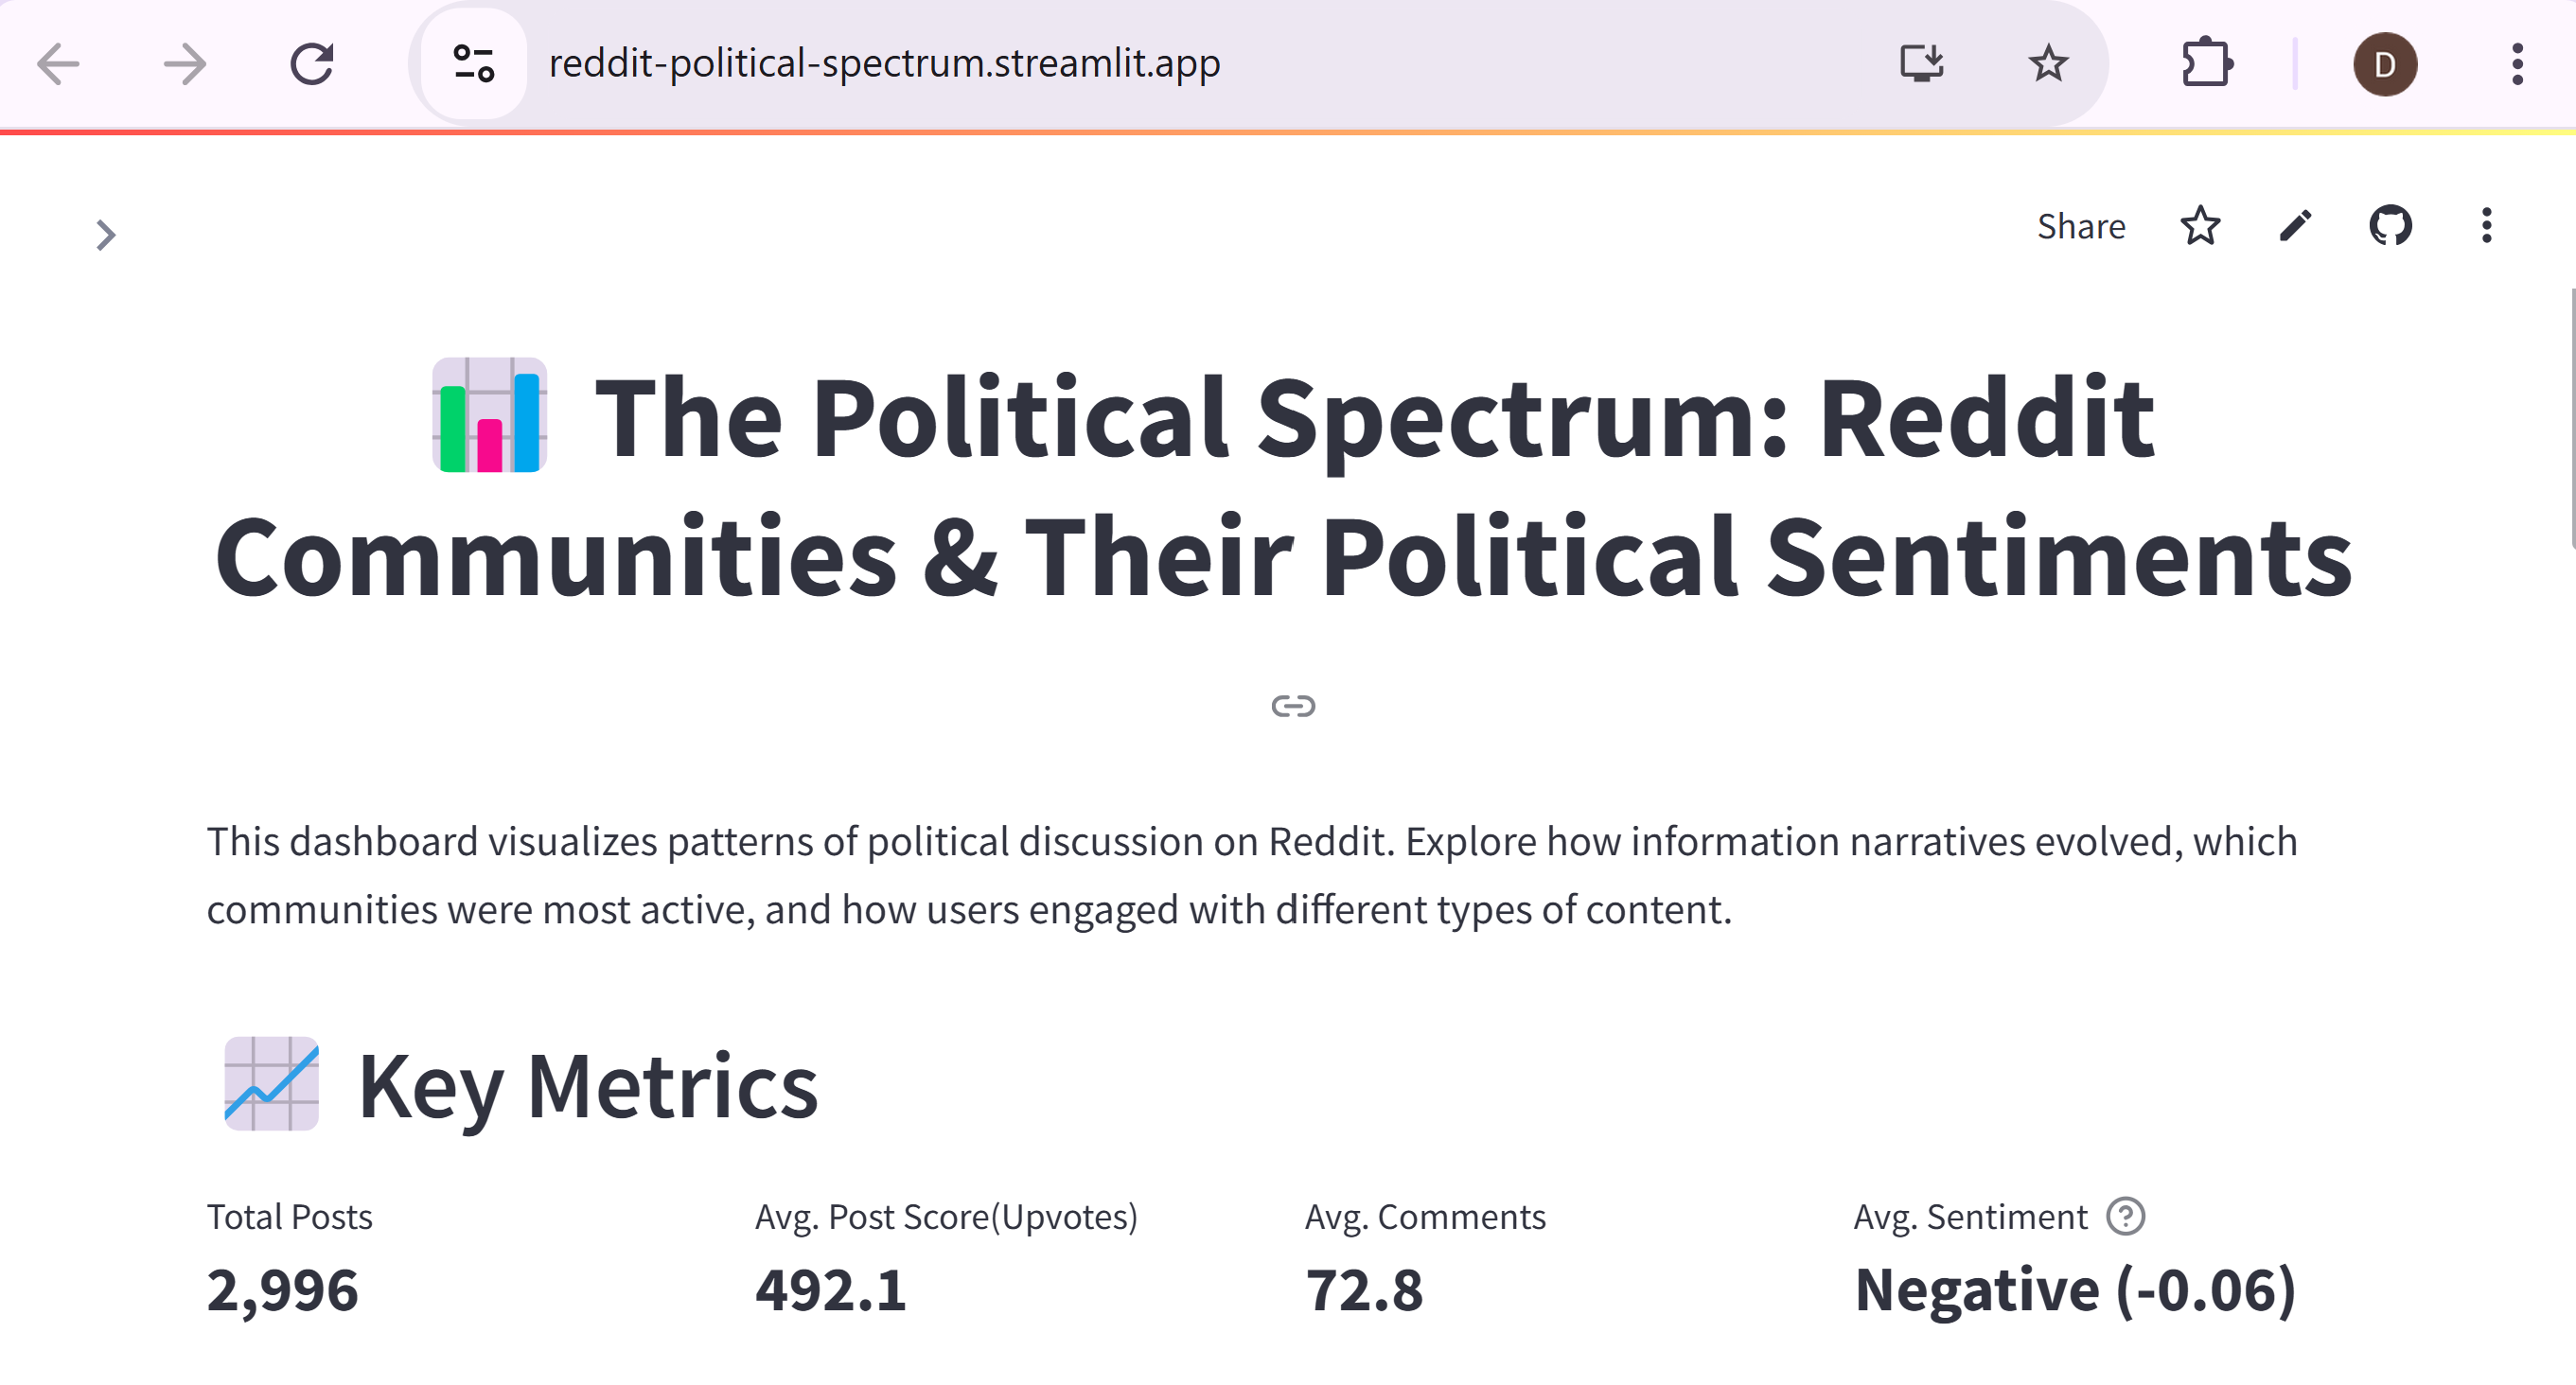 reddit-political-spectrum.streamlit.app
D
Share
The Political Spectrum: Reddit
Communities & Their Political Sentiments
This dashboard visualizes patterns of political discussion on Reddit. Explore how information narratives evolved, which
communities were most active, and how users engaged with different types of content.
Key Metrics
Total Posts
2,996
Avg. Post Score(Upvotes)
492.1
Avg. Comments
72.8
Avg. Sentiment ?
Negative (-0.06)